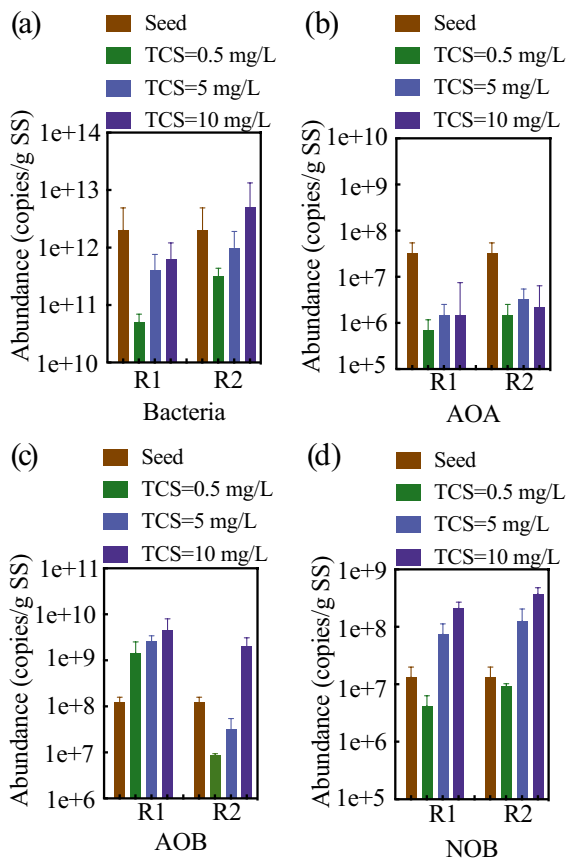 (a)
Seed
TCS=0.5 mg/L
TCS=5 mg/L
TCS=10 mg/L
Abundance (copies/g SS)
1e+14
1e+13
1e+12
1e+11
1e+10
R1 R2
Bacteria
(b)
Seed
TCS=0.5 mg/L
TCS=5 mg/L
TCS=10 mg/L
Abundance (copies/g SS)
1e+10
1e+9
1e+8
1e+7
1e+6
1e+5
R1 R2
AOA
(c)
Seed
TCS=0.5 mg/L
TCS=5 mg/L
TCS=10 mg/L
Abundance (copies/g SS)
1e+11
1e+10
1e+9
1e+8
1e+7
1e+6
R1 R2
AOB
(d)
Seed
TCS=0.5 mg/L
TCS=5 mg/L
TCS=10 mg/L
Abundance (copies/g SS)
1e+9
1e+8
1e+7
1e+6
1e+5
R1 R2
NOB